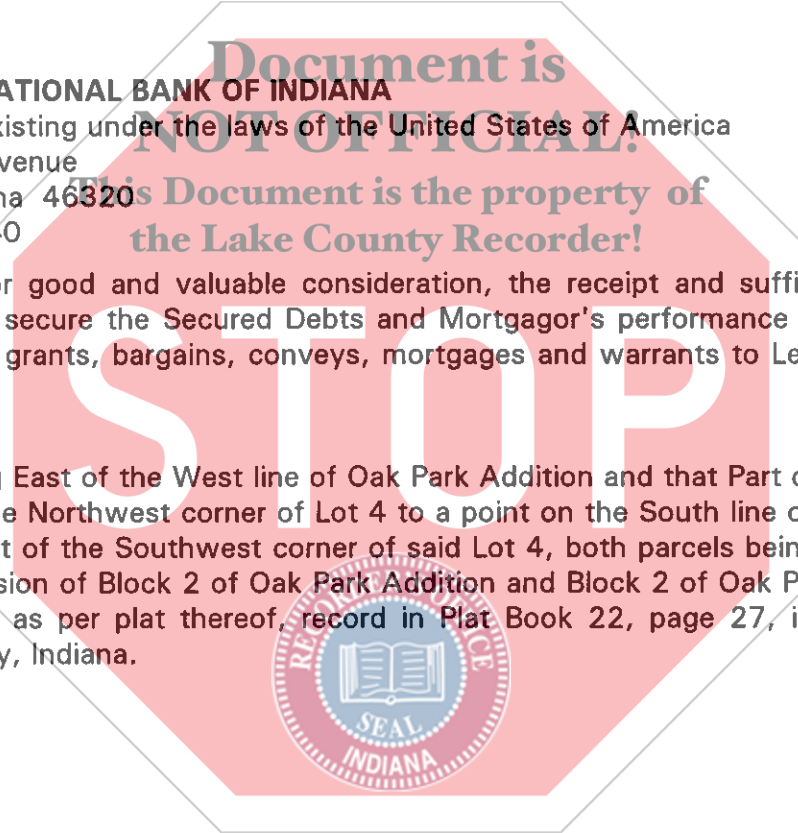 Document is
ATIONAL BANK OF INDIANA
xisting under the laws of the United States of America
NOT OFFICIAL!
venue
na 46320
This Document is the property of
0
the Lake County Recorder!
r good and valuable consideration, the receipt and suffi
secure the Secured Debts and Mortgagor's performance
grants, bargains, conveys, mortgages and warrants to Le
STOP
East of the West line of Oak Park Addition and that Part
e Northwest corner of Lot 4 to a point on the South line
t of the Southwest corner of said Lot 4, both parcels bein
sion of Block 2 of Oak Park Addition and Block 2 of Oak P
as per plat thereof, record in Plat Book 22, page 27, i
y, Indiana.
RECORDER'S OFFICE
SEAL
INDIANA